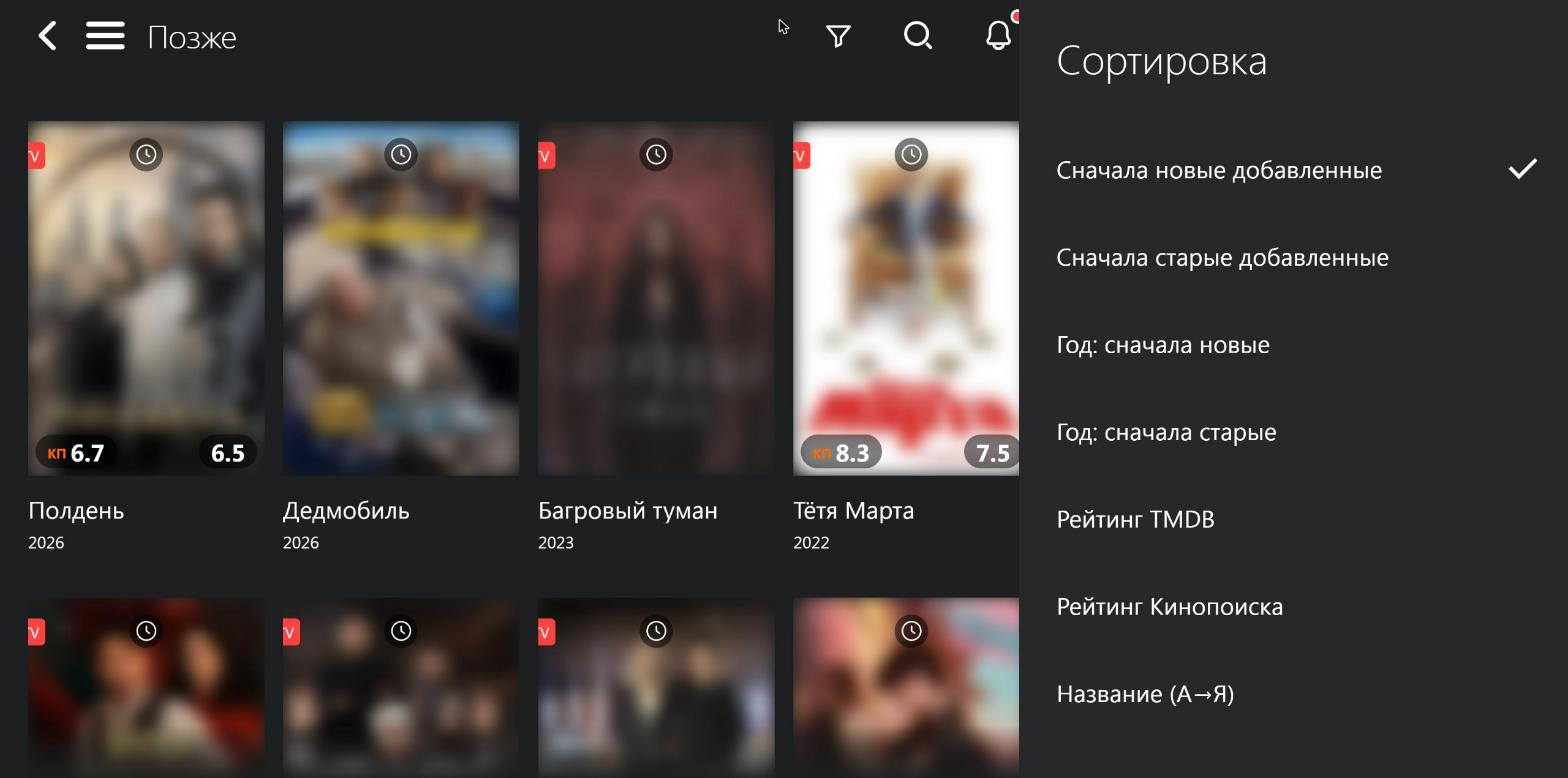 Позже
Сортировка
Сначала новые добавленные
Сначала старые добавленные
Год: сначала новые
Год: сначала старые
Рейтинг TMDB
Рейтинг Кинопоиска
Название (А→Я)
КП 6.7
6.5
КП 8.3
7.5
Полдень
Дедмобиль
Багровый туман
Тётя Марта
2026
2026
2023
2022